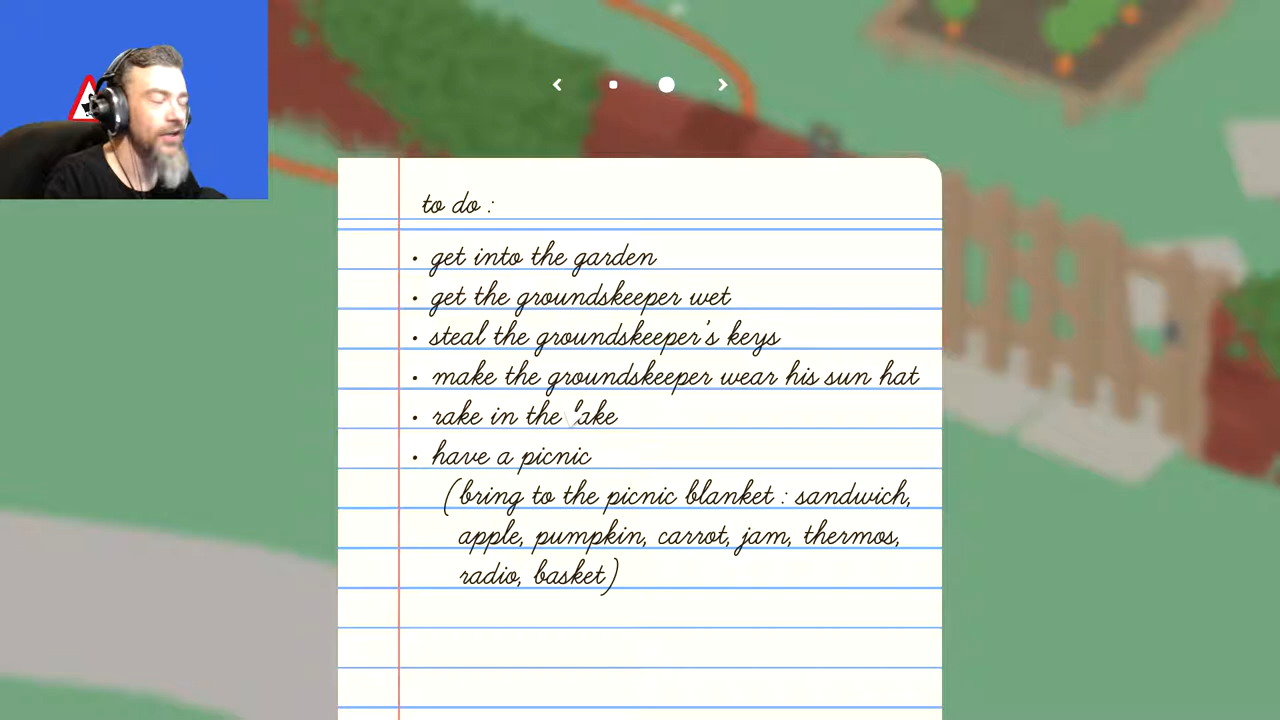 to do :
• get into the garden
• get the groundskeeper wet
• steal the groundskeeper's keys
• make the groundskeeper wear his sun hat
• rake in the lake
• have a picnic
(bring to the picnic blanket : sandwich,
apple, pumpkin, carrot, jam, thermos,
radio, basket)